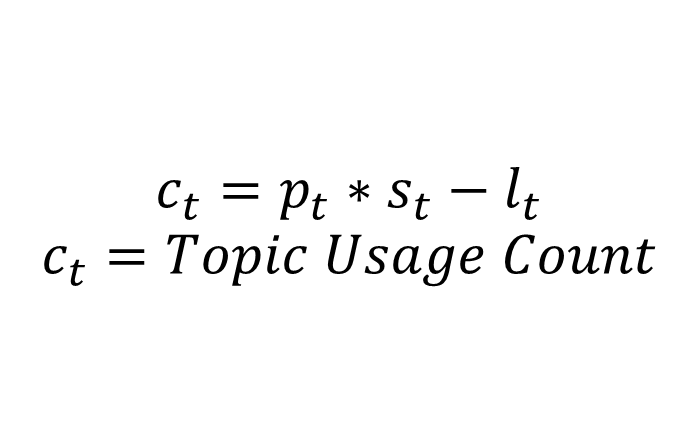 c_t = p_t * s_t − l_t
c_t = Topic Usage Count